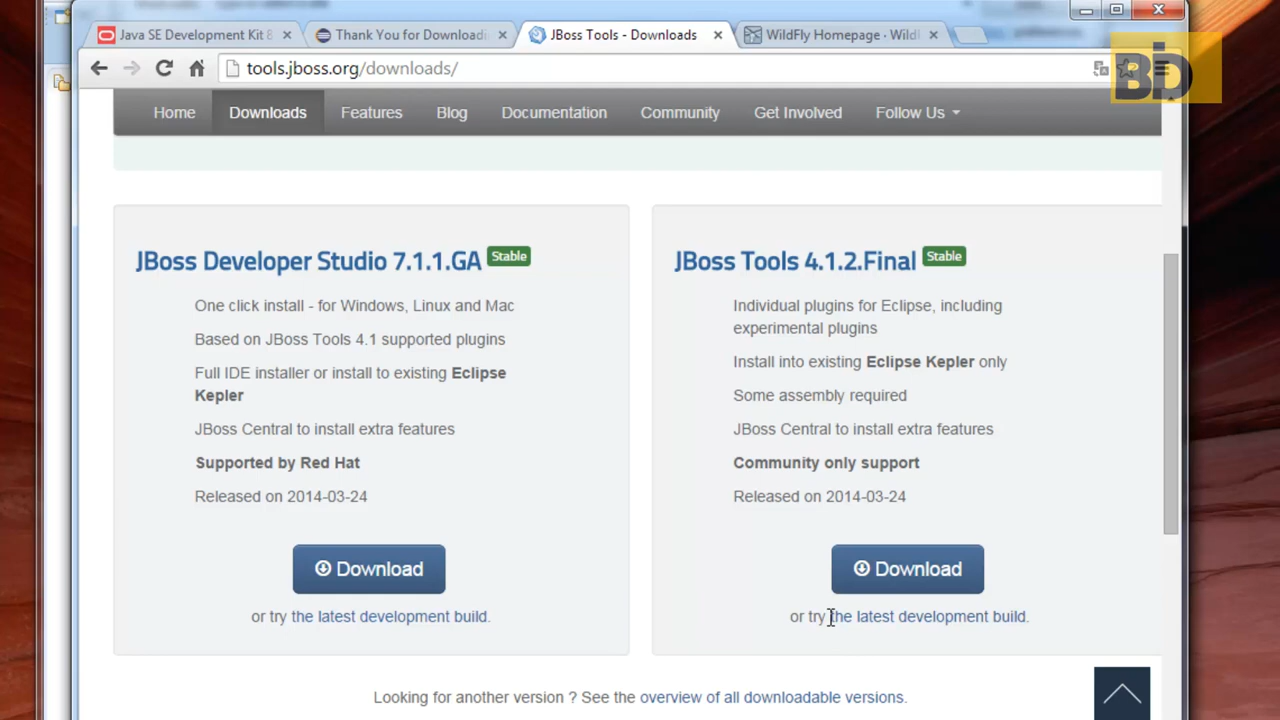 Java SE Development Kit 8
Thank You for Downloadi
JBoss Tools - Downloads
WildFly Homepage · Wildl
tools.jboss.org/downloads/
BD
Home
Downloads
Features
Blog
Documentation
Community
Get Involved
Follow Us
JBoss Developer Studio 7.1.1.GA Stable
One click install - for Windows, Linux and Mac
Based on JBoss Tools 4.1 supported plugins
Full IDE installer or install to existing Eclipse
Kepler
JBoss Central to install extra features
Supported by Red Hat
Released on 2014-03-24
Download
or try the latest development build.
JBoss Tools 4.1.2.Final Stable
Individual plugins for Eclipse, including
experimental plugins
Install into existing Eclipse Kepler only
Some assembly required
JBoss Central to install extra features
Community only support
Released on 2014-03-24
Download
or try the latest development build.
Looking for another version ? See the overview of all downloadable versions.